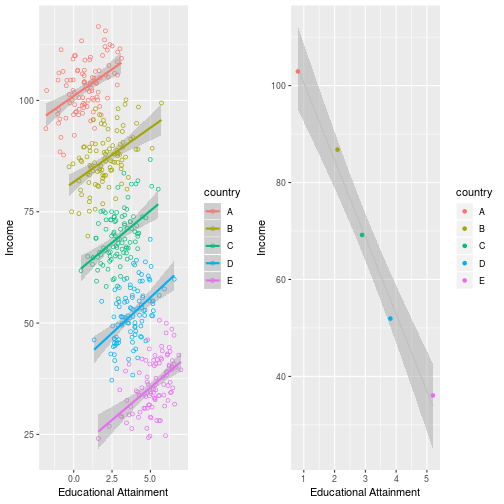 100
75
50
25
Income
0.0 2.5 5.0
Educational Attainment
country
A
B
C
D
E
100
80
60
40
Income
1 2 3 4 5
Educational Attainment
country
A
B
C
D
E